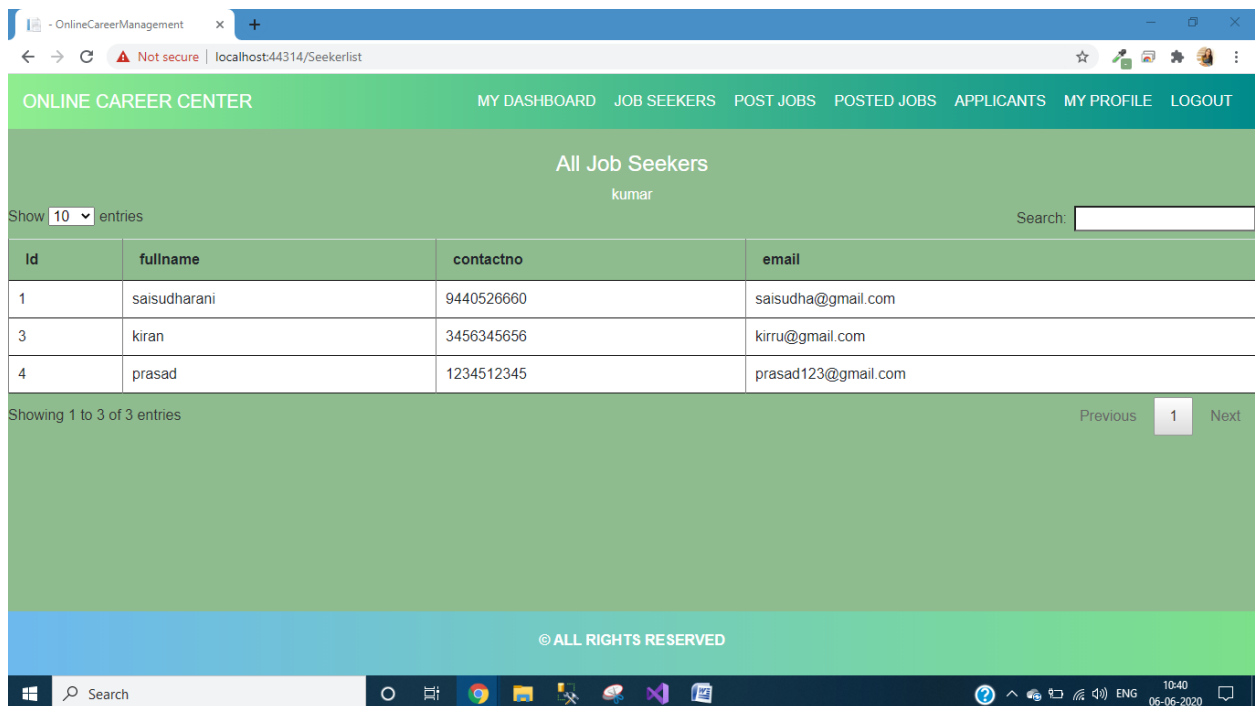 - OnlineCareerManagement
Not secure | localhost:44314/Seekerlist
ONLINE CAREER CENTER MY DASHBOARD JOB SEEKERS POST JOBS POSTED JOBS APPLICANTS MY PROFILE LOGOUT
All Job Seekers
kumar
Show 10 entries Search:
Id fullname contactno email
1 saisudharani 9440526660 saisudha@gmail.com
3 kiran 3456345656 kirru@gmail.com
4 prasad 1234512345 prasad123@gmail.com
Showing 1 to 3 of 3 entries Previous 1 Next
© ALL RIGHTS RESERVED
Search ENG 10:40
06-06-2020